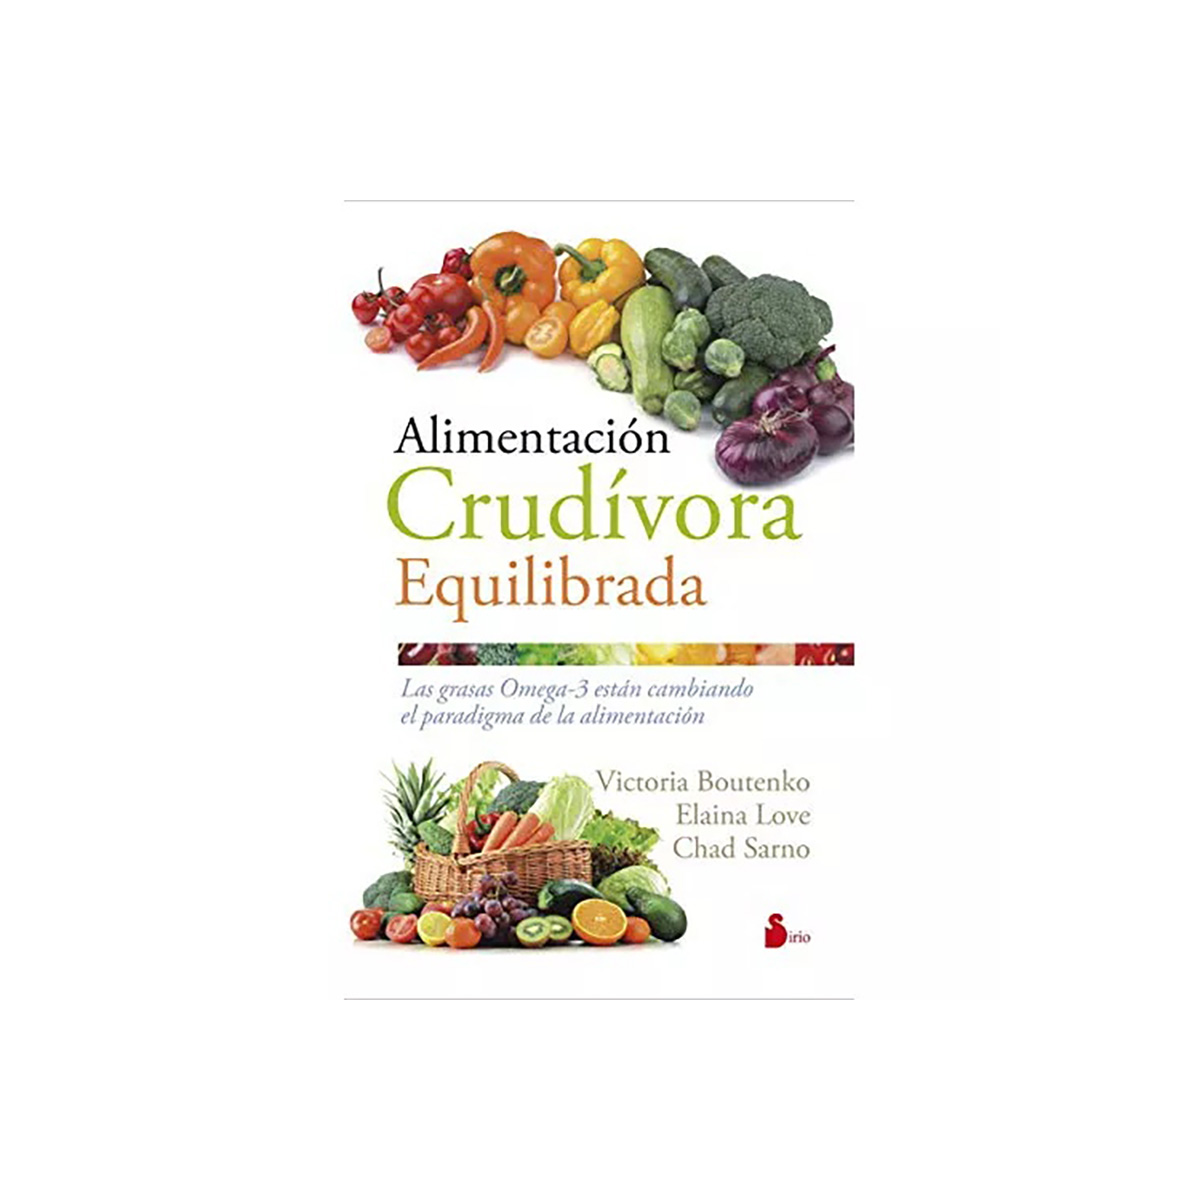 Alimentación
Crudívora
Equilibrada
Las grasas Omega-3 están cambiando
el paradigma de la alimentación
Victoria Boutenko
Elaina Love
Chad Sarno
Sirio